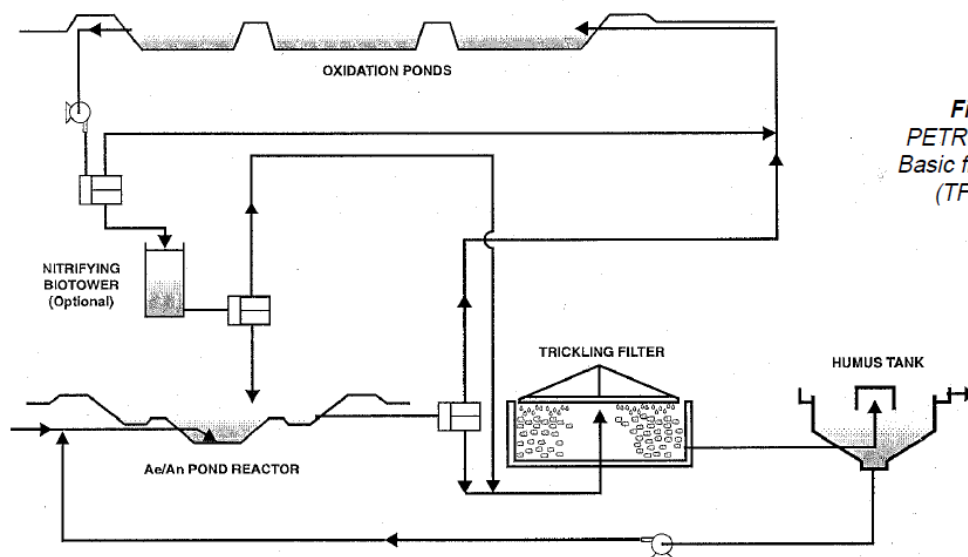 OXIDATION PONDS
PETR
Basic
(TF
NITRIFYING
BIOTOWER
(Optional)
TRICKLING FILTER
HUMUS TANK
Ae/An POND REACTOR